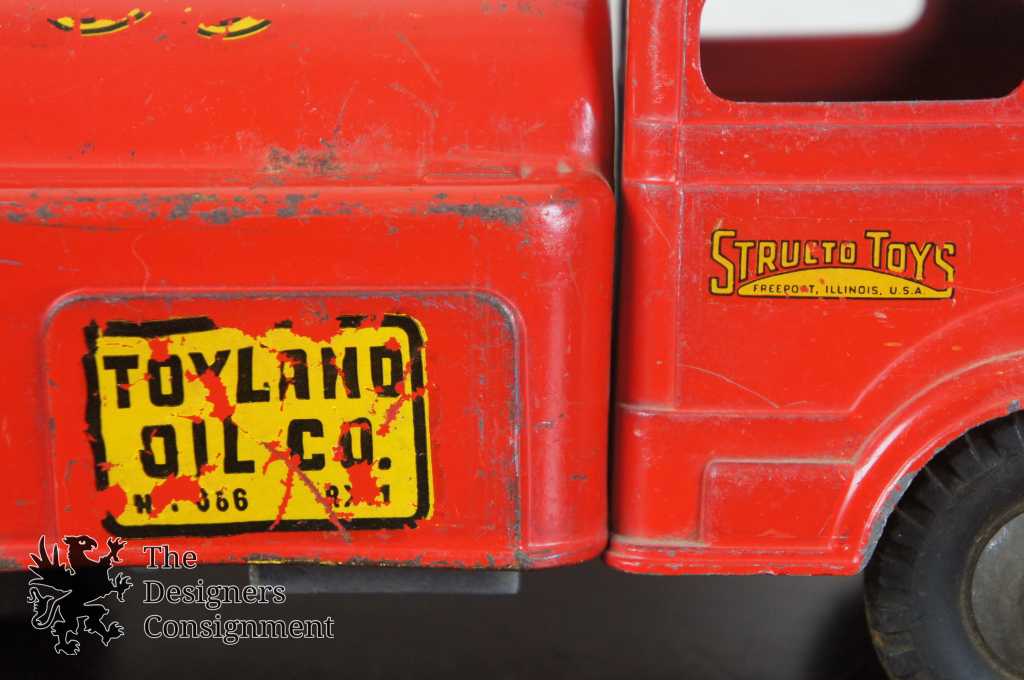 TOYLAND
OIL CO.
STRUCTO TOYS
FREEPORT, ILLINOIS, U.S.A.
The
Designers
Consignment